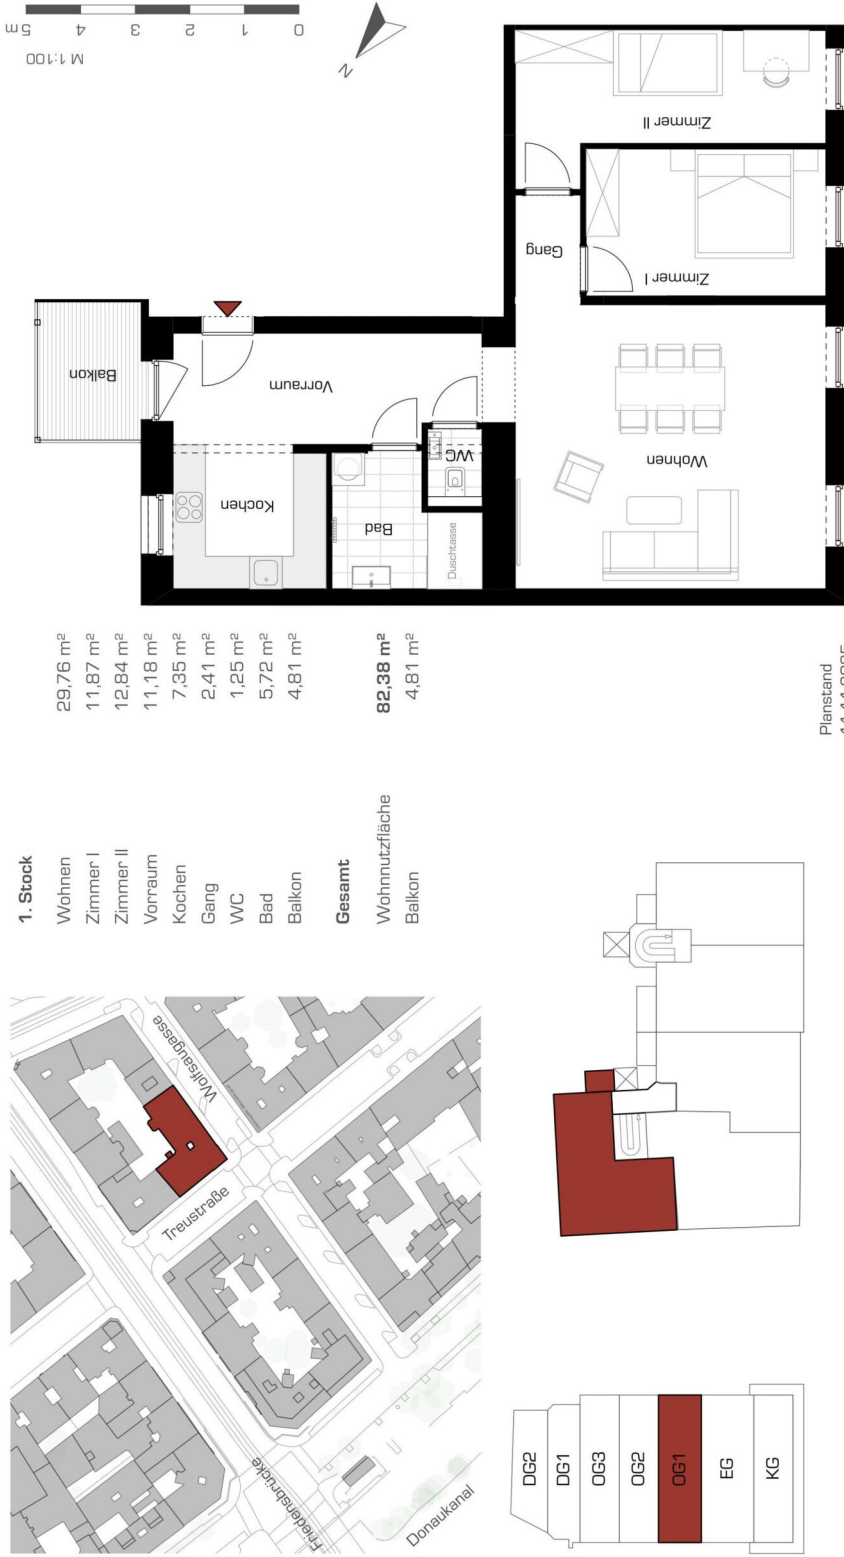 1. Stock
Wohnen 29,76 m²
Zimmer I 11,87 m²
Zimmer II 12,84 m²
Vorraum 11,18 m²
Kochen 7,35 m²
Gang 2,41 m²
WC 1,25 m²
Bad 5,72 m²
Balkon 4,81 m²
Gesamt
Wohnnutzfläche 82,38 m²
Balkon 4,81 m²
Planstand
M 1:100
0 1 2 3 4 5m
N
Balkon
Vorraum
Kochen
Bad
WC
Duschtasse
Gang
Zimmer II
Zimmer I
Wohnen
Wolfsaugasse
Treustraße
Friedensbrücke
Donaukanal
DG2
DG1
OG3
OG2
OG1
EG
KG